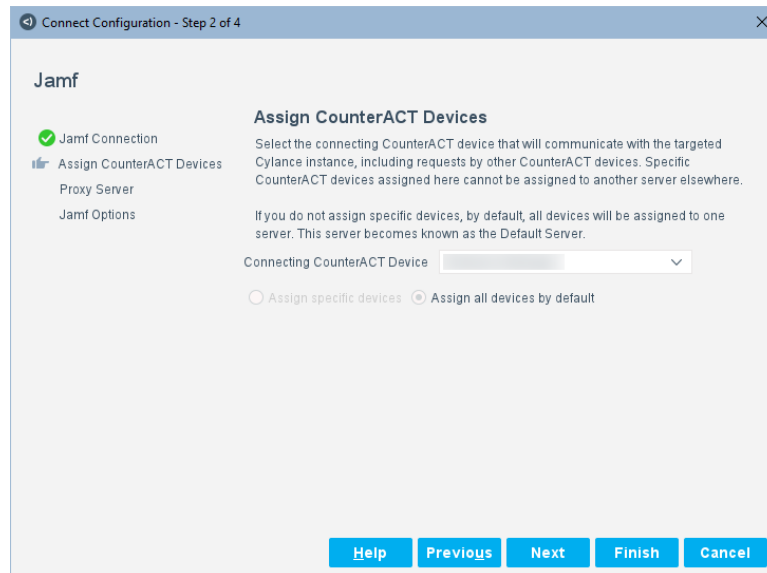 Connect Configuration - Step 2 of 4
Jamf
Jamf Connection
Assign CounterACT Devices
Proxy Server
Jamf Options
Assign CounterACT Devices
Select the connecting CounterACT device that will communicate with the targeted
Cylance instance, including requests by other CounterACT devices. Specific
CounterACT devices assigned here cannot be assigned to another server elsewhere.
If you do not assign specific devices, by default, all devices will be assigned to one
server. This server becomes known as the Default Server.
Connecting CounterACT Device
Assign specific devices Assign all devices by default
Help Previous Next Finish Cancel